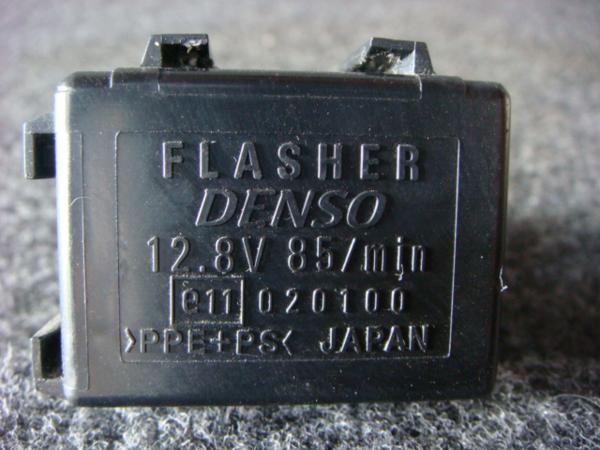 FLASHER
DENSO
12.8V 85/min
e11 020100
>PPE+PS< JAPAN